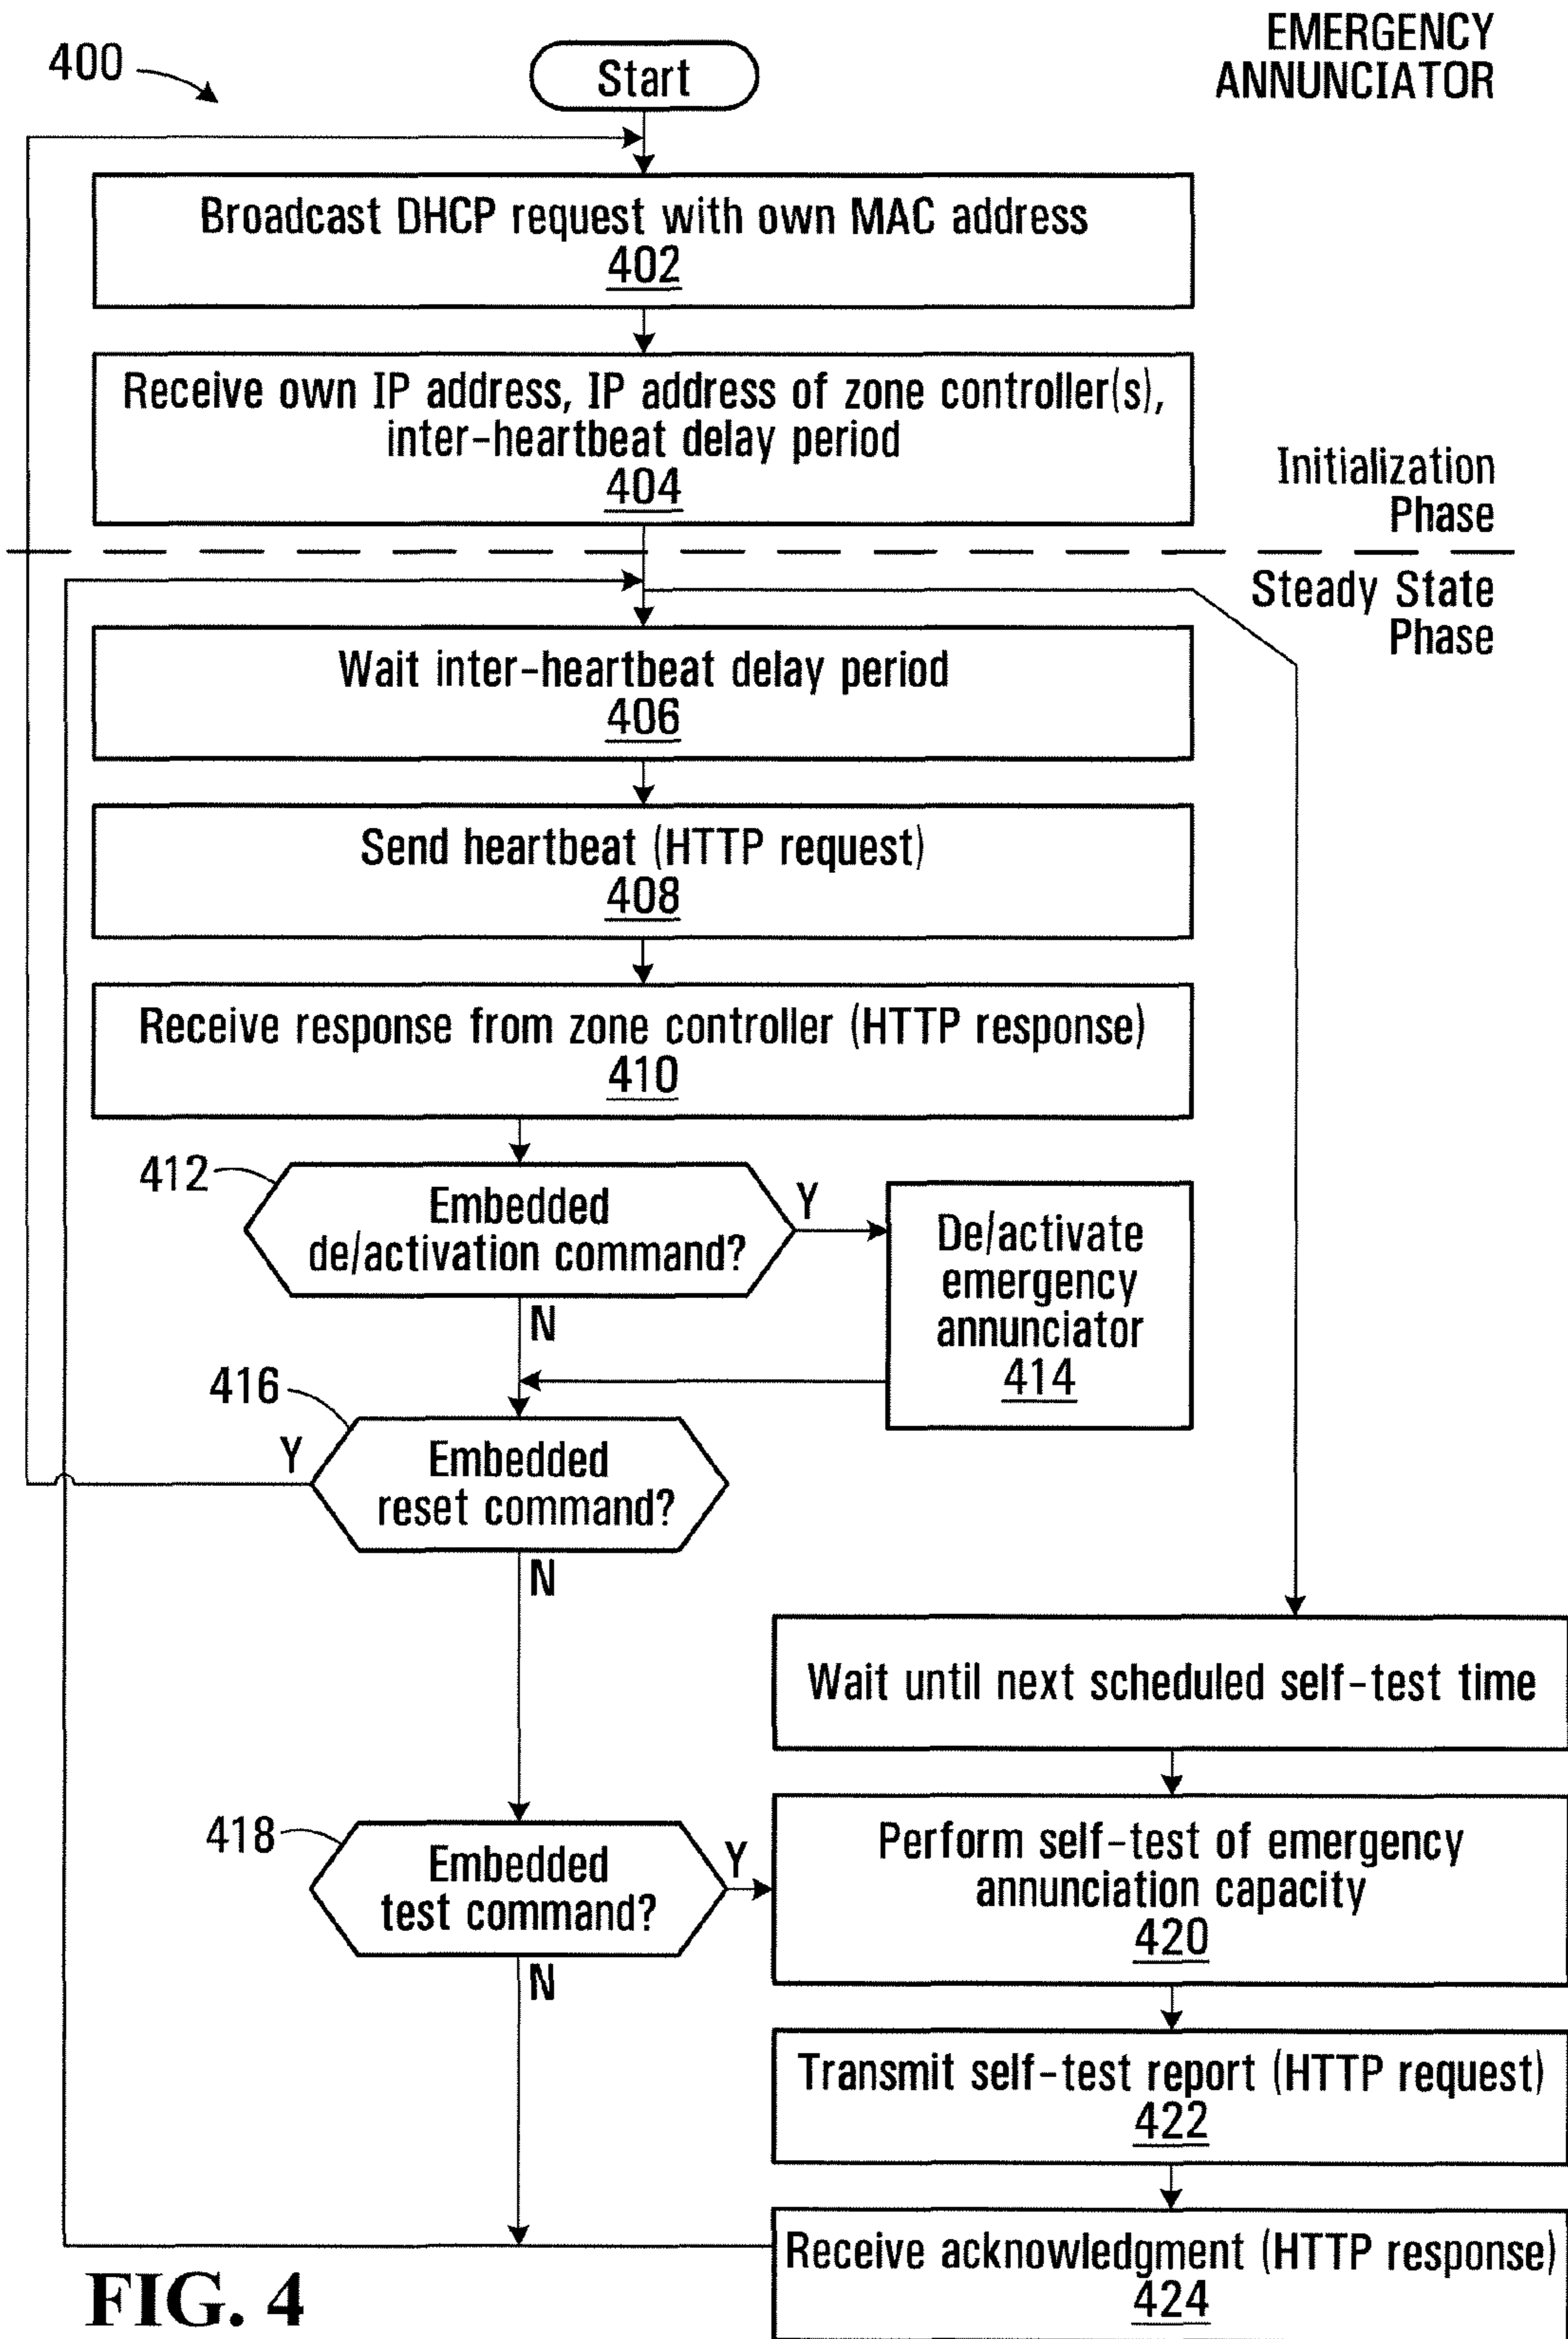 400
Start
EMERGENCY
ANNUNCIATOR
Broadcast DHCP request with own MAC address
402
Receive own IP address, IP address of zone controller(s),
inter-heartbeat delay period
404
Initialization
Phase
Steady State
Phase
Wait inter-heartbeat delay period
406
Send heartbeat (HTTP request)
408
Receive response from zone controller (HTTP response)
410
412
Embedded
de/activation command?
Y
N
De/activate
emergency
annunciator
414
416
Y
Embedded
reset command?
N
Wait until next scheduled self-test time
418
Embedded
test command?
Y
N
Perform self-test of emergency
annunciation capacity
420
Transmit self-test report (HTTP request)
422
Receive acknowledgment (HTTP response)
424
FIG. 4